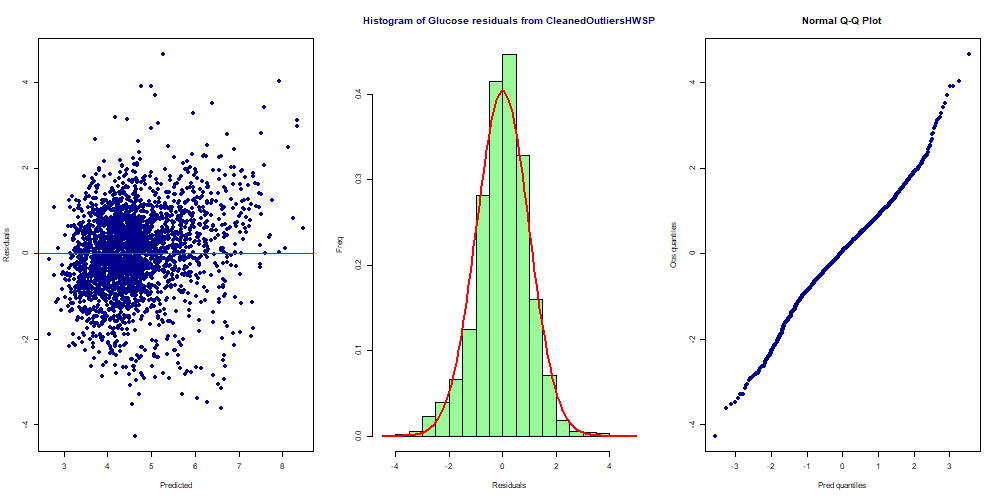 Histogram of Glucose residuals from CleanedOutliersHWSP
Normal Q-Q Plot
Residuals
4
2
0
-2
-4
3 4 5 6 7 8
Predicted
Freq
0.4
0.3
0.2
0.1
0.0
-4 -2 0 2 4
Residuals
Obs quantiles
4
2
0
-2
-4
-3 -2 -1 0 1 2 3
Pred quantiles